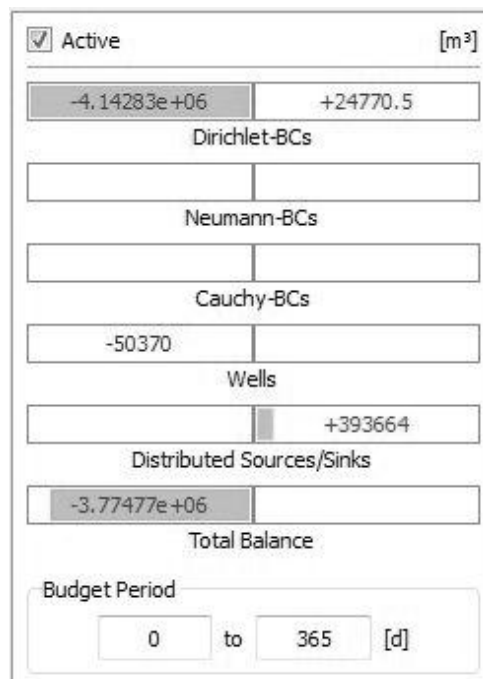 Active [m³]
-4.14283e+06 +24770.5
Dirichlet-BCs
Neumann-BCs
Cauchy-BCs
-50370
Wells
+393664
Distributed Sources/Sinks
-3.77477e+06
Total Balance
Budget Period
0 to 365 [d]